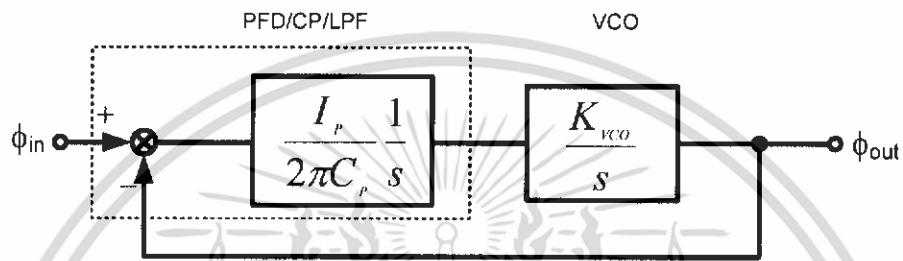 PFD/CP/LPF VCO
+
ϕin
−
I_P 1
2πC_P s
K_VCO
s
ϕout